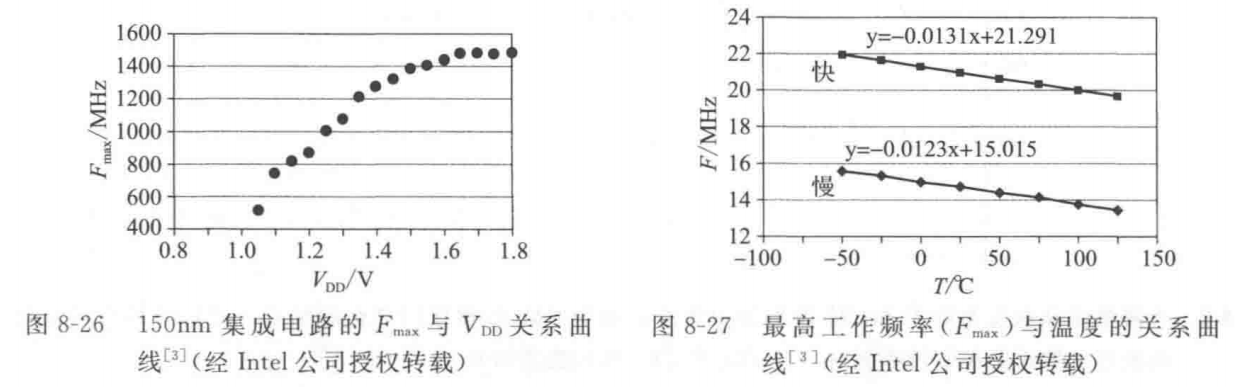 1600
1400
1200
1000
800
600
400
0.8 1.0 1.2 1.4 1.6 1.8
F_max/MHz
V_DD/V
图 8-26 150nm 集成电路的 F_max 与 V_DD 关系曲
线[3](经 Intel 公司授权转载)
24
22
20
18
16
14
12
-100 -50 0 50 100 150
F/MHz
T/℃
y=-0.0131x+21.291
快
y=-0.0123x+15.015
慢
图 8-27 最高工作频率(F_max)与温度的关系曲
线[3](经 Intel 公司授权转载)